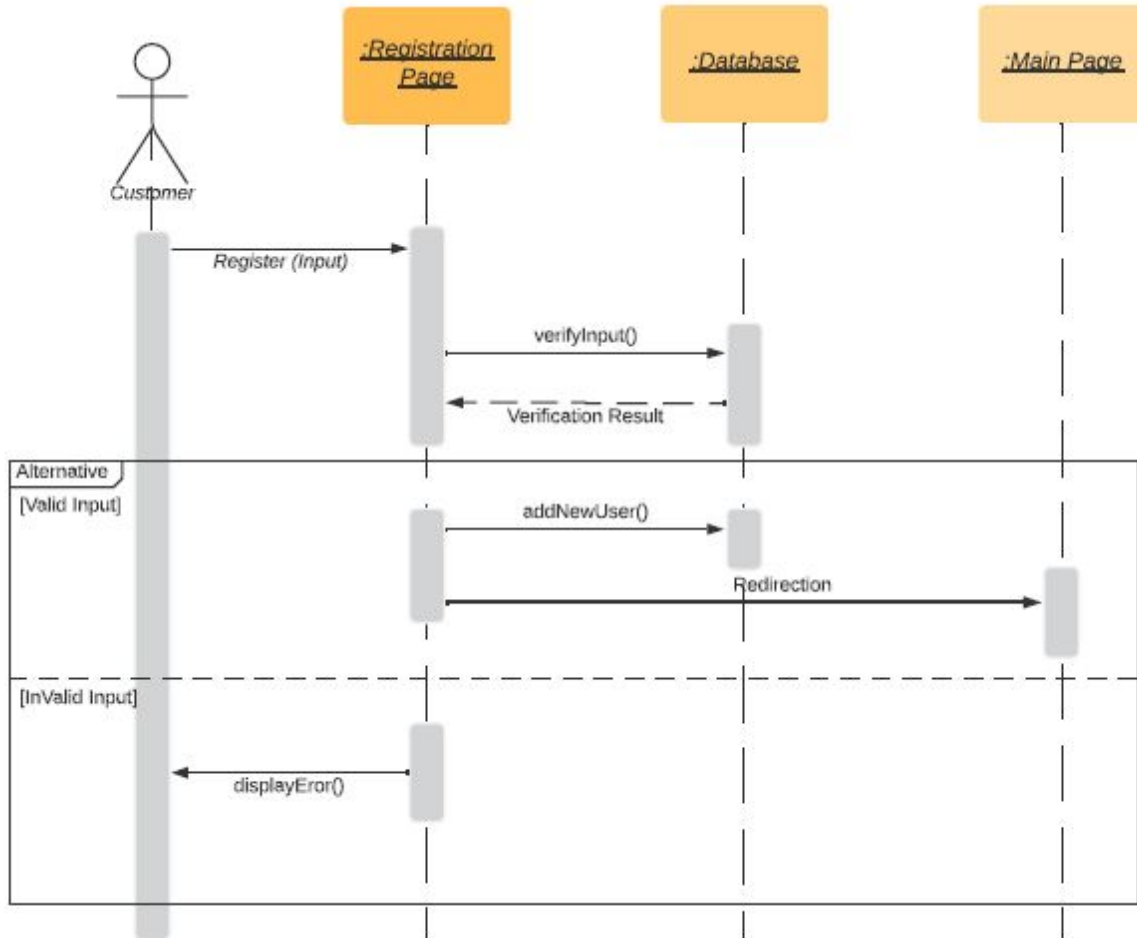 :Registration
Page
:Database
:Main Page
Customer
Register (Input)
verifyInput()
Verification Result
Alternative
[Valid Input]
addNewUser()
Redirection
[InValid Input]
displayEror()